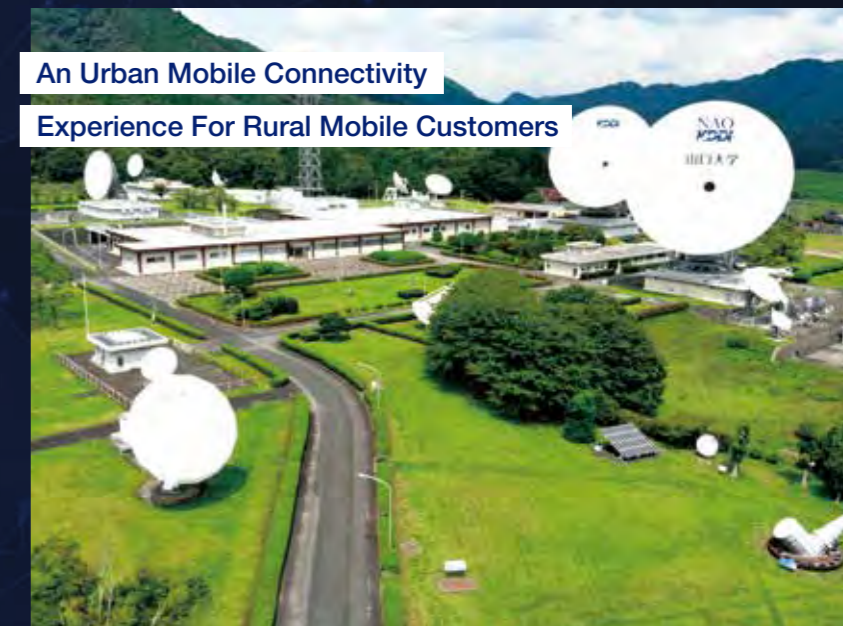 An Urban Mobile Connectivity
Experience For Rural Mobile Customers
KDDI
NAO
KDDI
山口大学